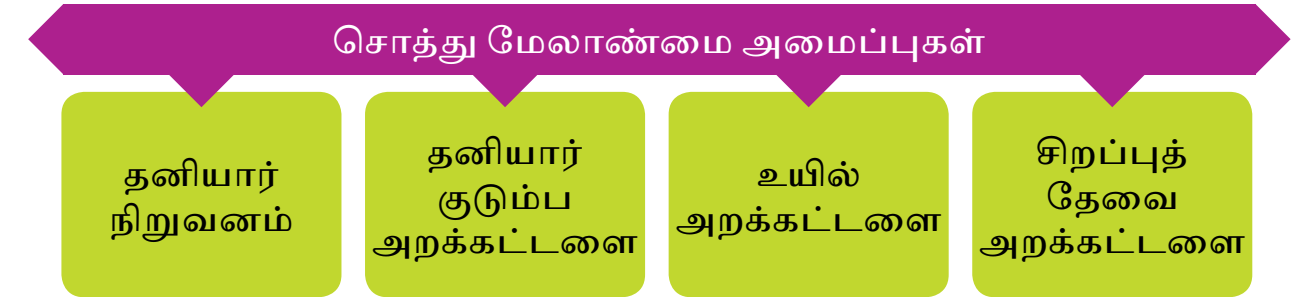 சொத்து மேலாண்மை அமைப்புகள்
தனியார்
நிறுவனம்
தனியார்
குடும்ப
அறக்கட்டளை
உயில்
அறக்கட்டளை
சிறப்புத்
தேவை
அறக்கட்டளை